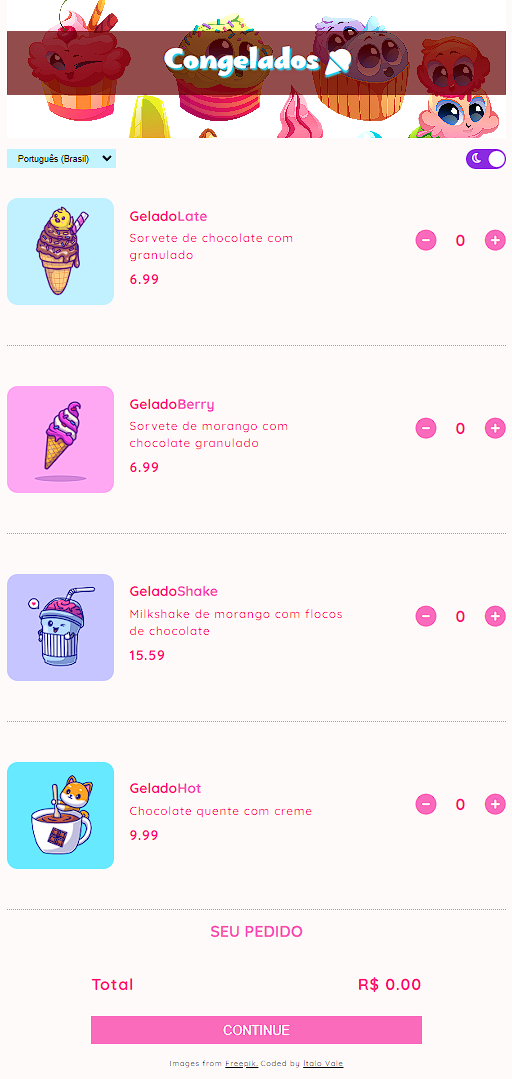 Congelados
Português (Brasil)
GeladoLate
Sorvete de chocolate com
granulado
6.99
0
GeladoBerry
Sorvete de morango com
chocolate granulado
6.99
0
GeladoShake
Milkshake de morango com flocos
de chocolate
15.59
0
GeladoHot
Chocolate quente com creme
9.99
0
SEU PEDIDO
Total R$ 0.00
CONTINUE
Images from Freepik. Coded by Ítalo Vale